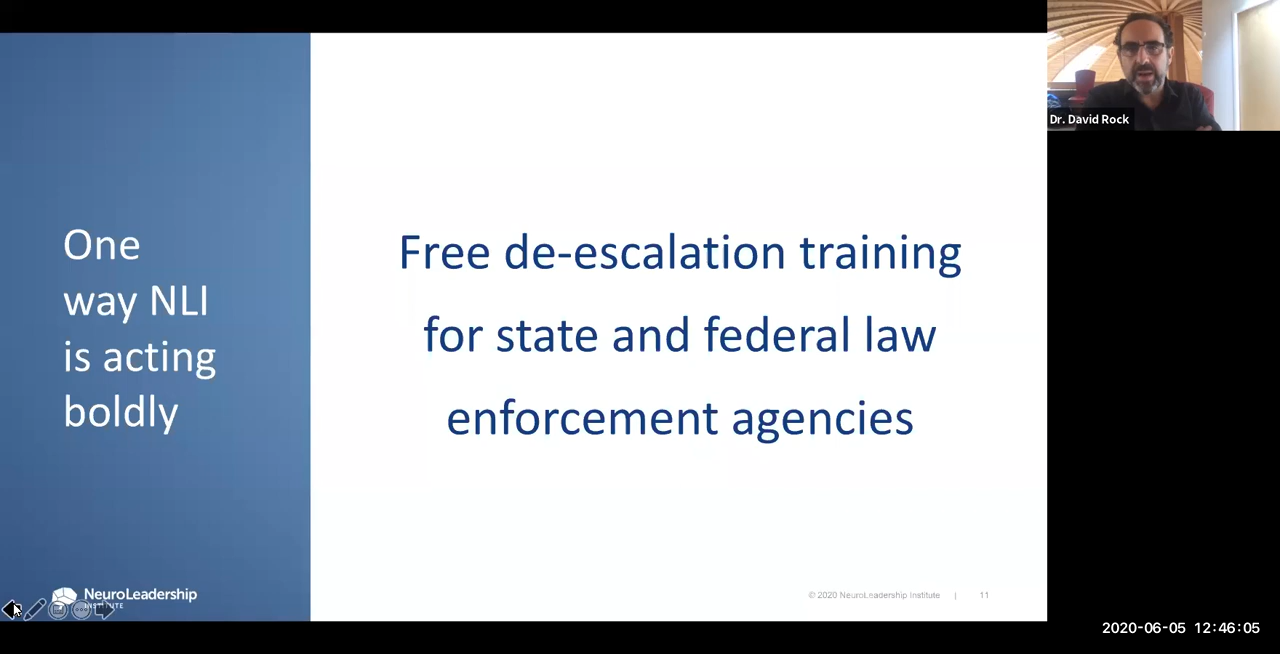 Dr. David Rock
One
way NLI
is acting
boldly
Free de-escalation training
for state and federal law
enforcement agencies
NeuroLeadership
INSTITUTE
© 2020 NeuroLeadership Institute | 11
2020-06-05 12:46:05